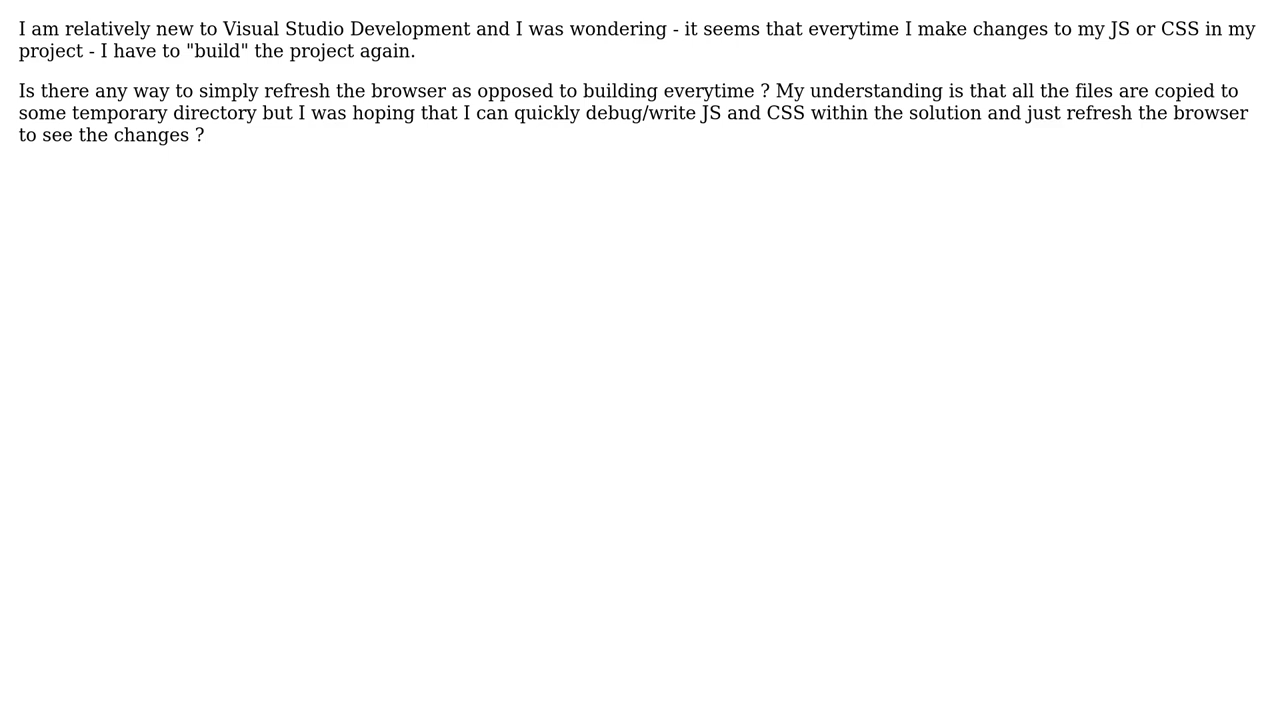 I am relatively new to Visual Studio Development and I was wondering - it seems that everytime I make changes to my JS or CSS in my
project - I have to "build" the project again.
Is there any way to simply refresh the browser as opposed to building everytime ? My understanding is that all the files are copied to
some temporary directory but I was hoping that I can quickly debug/write JS and CSS within the solution and just refresh the browser
to see the changes ?